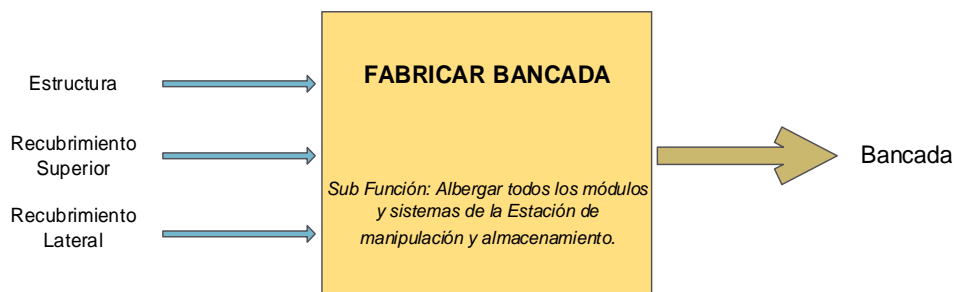 Estructura
Recubrimiento
Superior
Recubrimiento
Lateral
FABRICAR BANCADA
Sub Función: Albergar todos los módulos
y sistemas de la Estación de
manipulación y almacenamiento.
Bancada